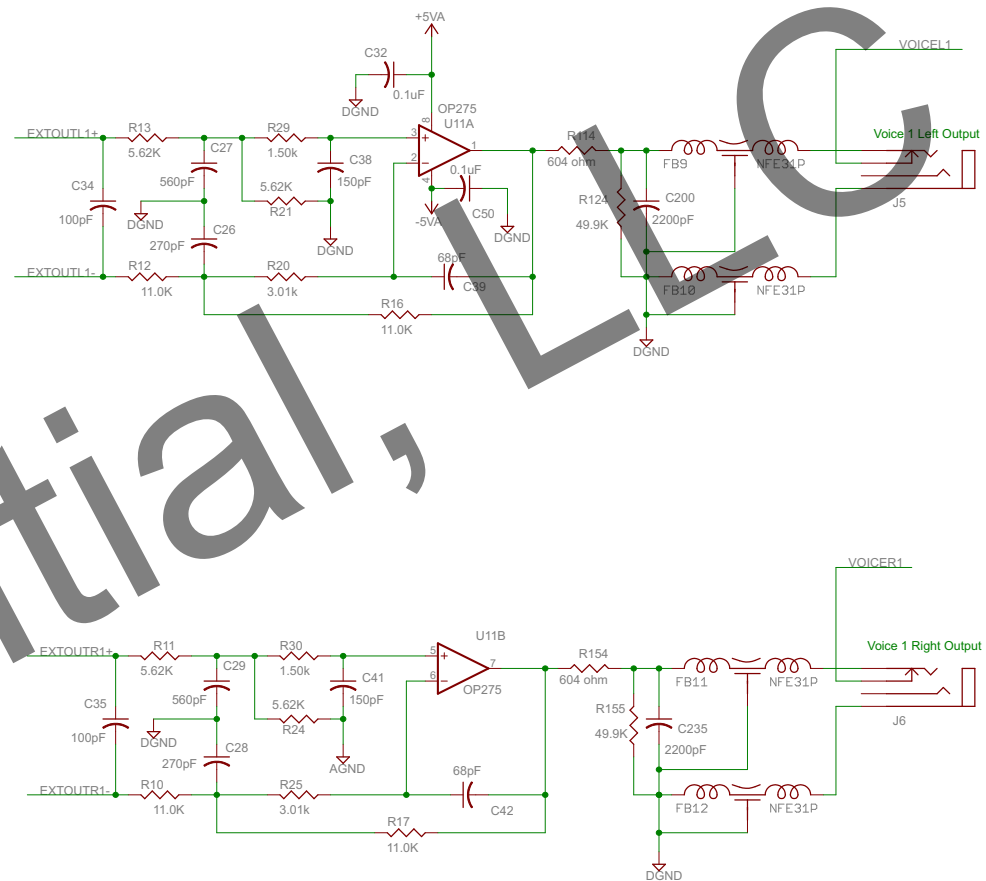 +5VA
VOICEL1
C32
0.1uF
DGND
OP275
U11A
8
EXTOUTL1+
R13
5.62K
R29
1.50k
3
1
2
4
R114
604 ohm
FB9
NFE31P
Voice 1 Left Output
C27
560pF
C38
150pF
0.1uF
C50
-5VA
DGND
C34
100pF
5.62K
R21
R124
49.9K
C200
2200pF
J5
DGND
270pF
C26
DGND
68pF
C39
EXTOUTL1-
R12
11.0K
R20
3.01k
FB10
NFE31P
R16
11.0K
DGND
tial, LLC
VOICER1
EXTOUTR1+
R11
5.62K
R30
1.50k
U11B
5
6
7
OP275
R154
604 ohm
FB11
NFE31P
Voice 1 Right Output
C29
560pF
C41
150pF
C35
100pF
5.62K
R24
R155
49.9K
C235
2200pF
J6
DGND
C28
270pF
AGND
68pF
C42
EXTOUTR1-
R10
11.0K
R25
3.01k
FB12
NFE31P
R17
11.0K
DGND